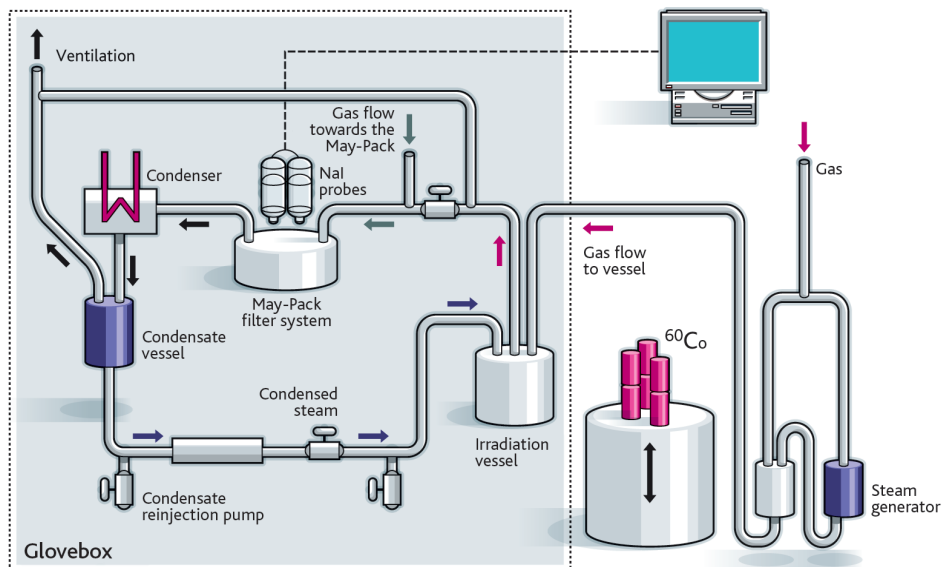 Ventilation
Gas flow
towards the
May-Pack
Condenser
NaI
probes
Gas
Gas flow
to vessel
May-Pack
filter system
Condensate
vessel
⁶⁰Co
Condensed
steam
Irradiation
vessel
Steam
generator
Condensate
reinjection pump
Glovebox